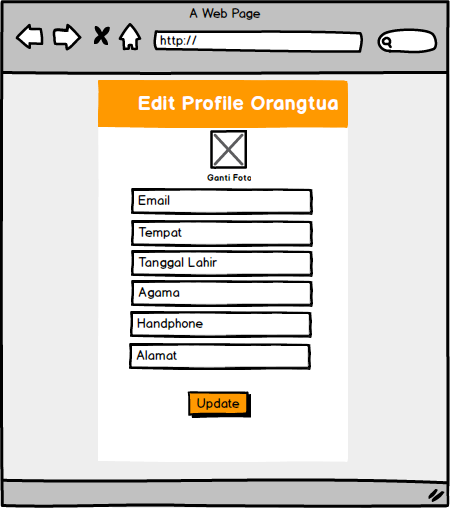 A Web Page
http://
Edit Profile Orangtua
Ganti Foto
Email
Tempat
Tanggal Lahir
Agama
Handphone
Alamat
Update